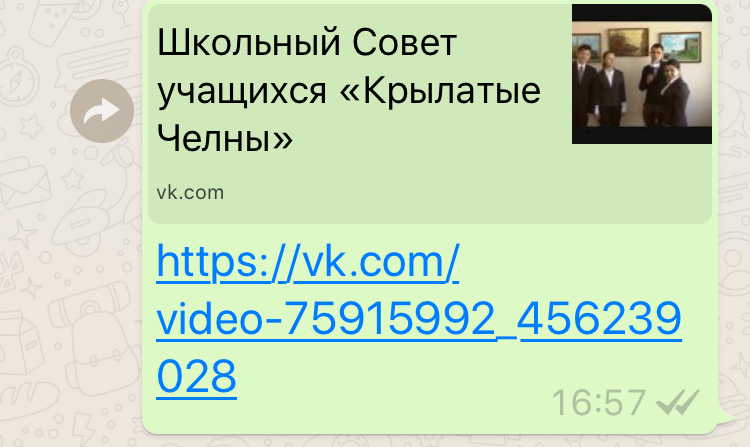 Школьный Совет
учащихся «Крылатые
Челны»
vk.com
https://vk.com/
video-75915992_456239
028
16:57